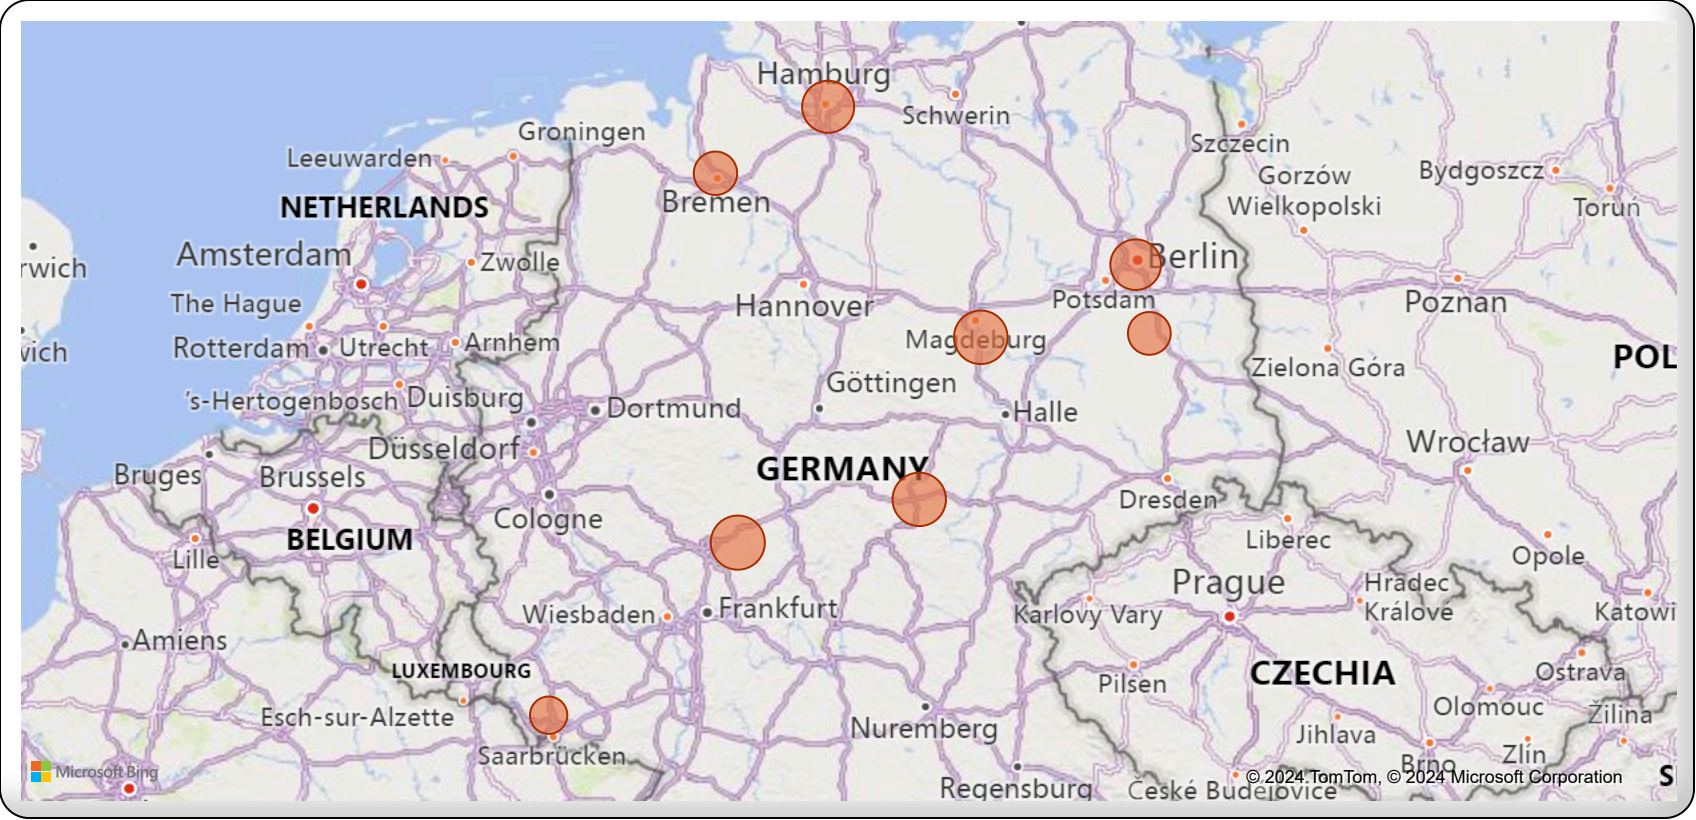 Hamburg
Schwerin
Groningen
Leeuwarden
Szczecin
Gorzów
Wielkopolski
Bydgoszcz
Toruń
NETHERLANDS
Bremen
Amsterdam
Zwolle
Berlin
rwich
The Hague
Hannover
Potsdam
Poznan
Rotterdam
Utrecht
Arnhem
Magdeburg
wich
POL
Zielona Góra
Göttingen
's-Hertogenbosch
Duisburg
Dortmund
Halle
Düsseldorf
Wrocław
Bruges
Brussels
GERMANY
Dresden
Cologne
BELGIUM
Liberec
Lille
Opole
Prague
Hradec
Králové
Wiesbaden
Frankfurt
Karlovy Vary
Katowi
Amiens
LUXEMBOURG
CZECHIA
Ostrava
Pilsen
Esch-sur-Alzette
Olomouc
Žilina
Nuremberg
Jihlava
Saarbrücken
Brno
Zlín
Microsoft Bing
© 2024 TomTom, © 2024 Microsoft Corporation
S
Regensburg
České Budějovice